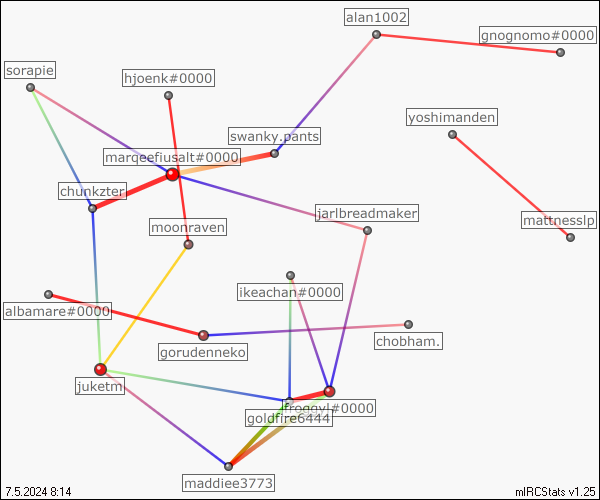 alan1002
gnognomo#0000
sorapie
hjoenk#0000
yoshimanden
swanky.pants
marqeefiusalt#0000
chunkzter
jarlbreadmaker
mattnesslp
moonraven
ikeachan#0000
albamare#0000
chobham.
gorudenneko
juketm
froggyl#0000
goldfire6444
maddiee3773
7.5.2024 8:14
mIRCStats v1.25